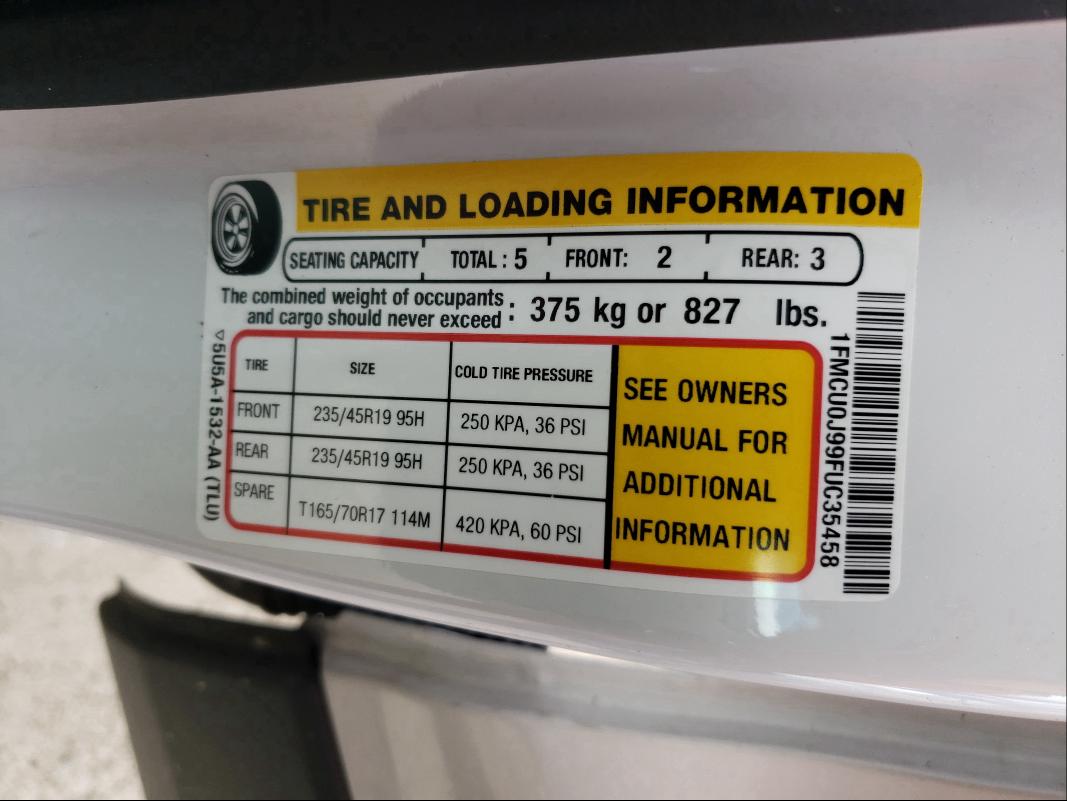 TIRE AND LOADING INFORMATION
SEATING CAPACITY TOTAL : 5 FRONT: 2 REAR: 3
The combined weight of occupants
and cargo should never exceed : 375 kg or 827 lbs.
TIRE SIZE COLD TIRE PRESSURE
FRONT 235/45R19 95H 250 KPA, 36 PSI
REAR 235/45R19 95H 250 KPA, 36 PSI
SPARE T165/70R17 114M 420 KPA, 60 PSI
SEE OWNERS
MANUAL FOR
ADDITIONAL
INFORMATION
▽5U5A-1532-AA (TLU)
1FMCU0J99FUC35458